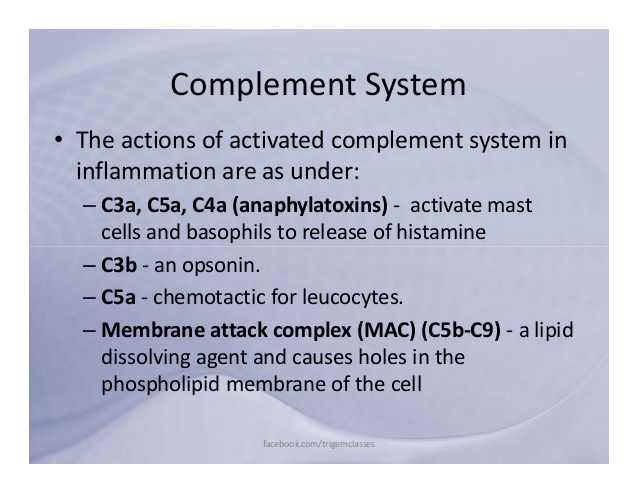 Complement System
• The actions of activated complement system in
inflammation are as under:
– C3a, C5a, C4a (anaphylatoxins) - activate mast
cells and basophils to release of histamine
– C3b - an opsonin.
– C5a - chemotactic for leucocytes.
– Membrane attack complex (MAC) (C5b-C9) - a lipid
dissolving agent and causes holes in the
phospholipid membrane of the cell
facebook.com/trigemclasses